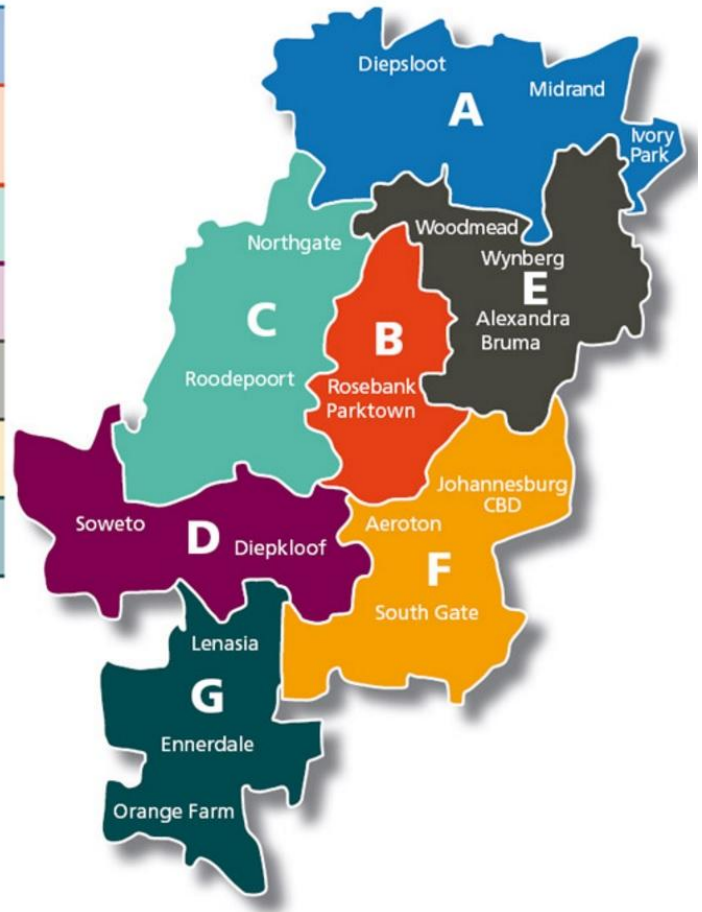 Diepsloot
Midrand
A
Ivory
Park
Woodmead
Northgate
Wynberg
E
C
Alexandra
B
Bruma
Roodepoort
Rosebank
Parktown
Johannesburg
CBD
Soweto
D
Diepkloof
Aeroton
F
South Gate
Lenasia
G
Ennerdale
Orange Farm